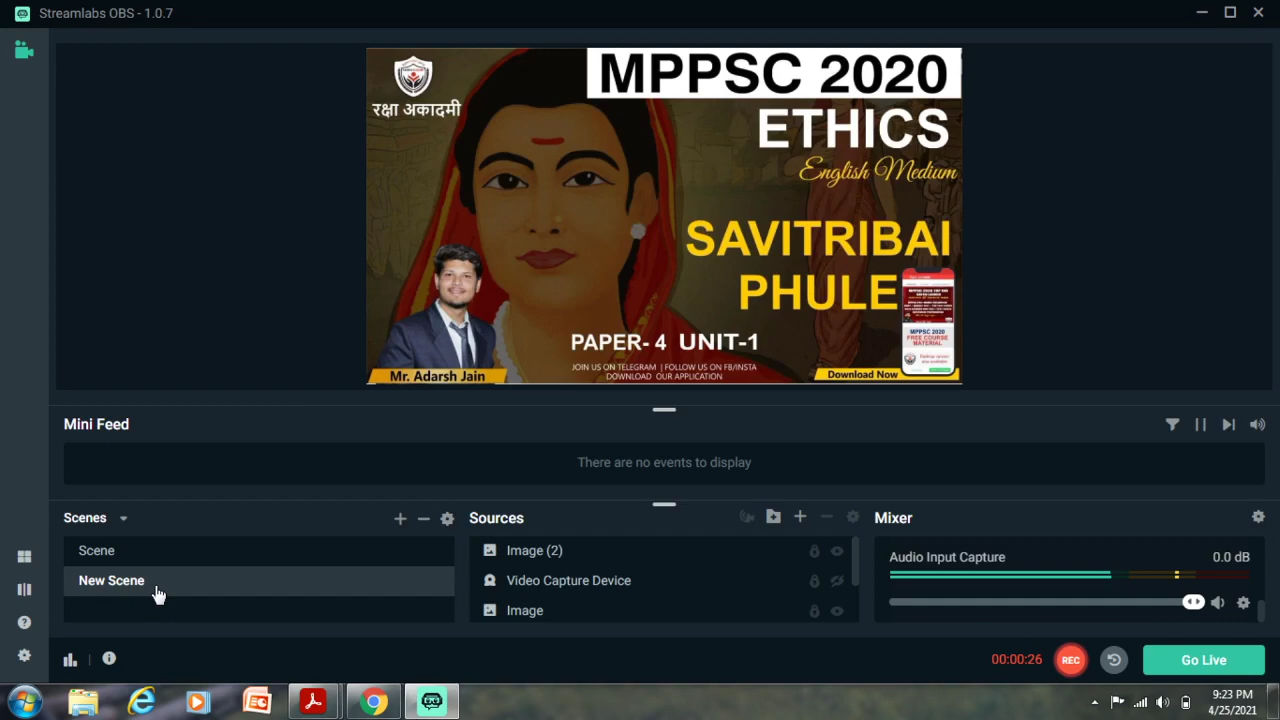 Streamlabs OBS - 1.0.7
रक्षा अकादमी
MPPSC 2020
ETHICS
English Medium
SAVITRIBAI
PHULE
MPPSC 2020
FREE COURSE
MATERIAL
PAPER- 4 UNIT-1
JOIN US ON TELEGRAM | FOLLOW US ON FB/INSTA
DOWNLOAD OUR APPLICATION
Mr. Adarsh Jain
Download Now
Mini Feed
There are no events to display
Scenes
Sources
Mixer
Scene
New Scene
Image (2)
Video Capture Device
Image
Audio Input Capture
0.0 dB
00:00:26
REC
Go Live
9:23 PM
4/25/2021